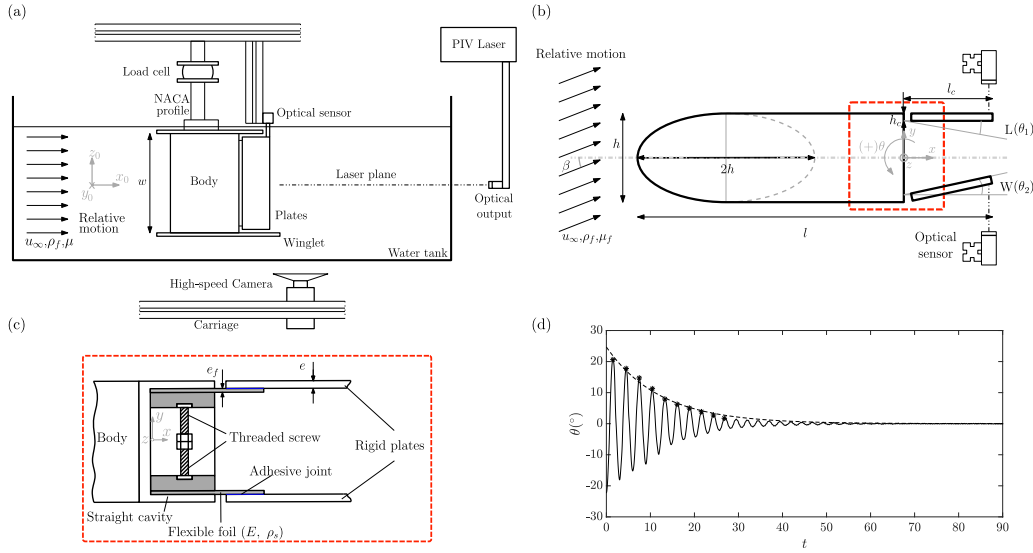 (a)
PIV Laser
Load cell
NACA
profile
Optical sensor
z₀
x₀
y₀
w
Body
Laser plane
Relative
motion
Plates
Optical
output
u∞,ρf,μ
Winglet
Water tank
High-speed Camera
Carriage
(b)
Relative motion
lc
hc
L(θ₁)
y
(+)θ
x
z
h
β
2h
W(θ₂)
l
u∞,ρf,μf
Optical
sensor
(c)
ef
e
Body
y
x
z
Threaded screw
Rigid plates
Adhesive joint
Straight cavity
Flexible foil (E, ρs)
(d)
30
20
10
0
-10
-20
-30
θ(°)
0 10 20 30 40 50 60 70 80 90
t